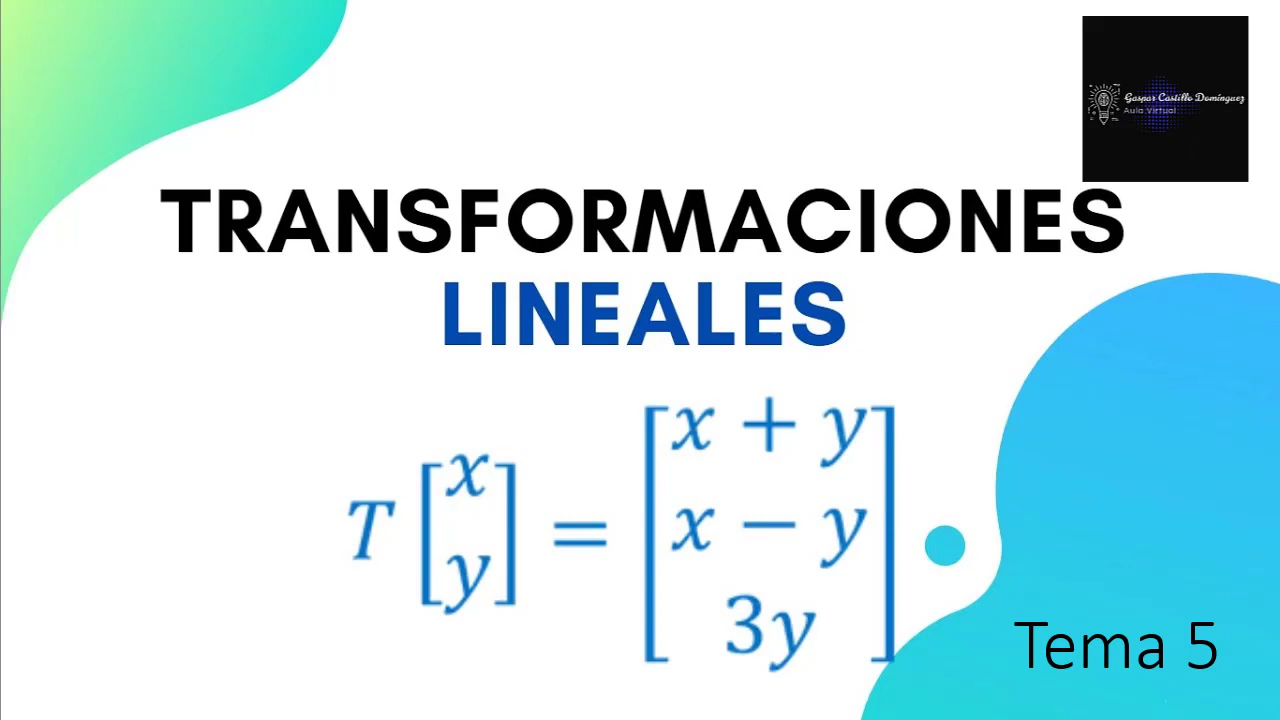 Gaspar Castillo Domínguez
Aula Virtual
TRANSFORMACIONES
LINEALES
T [x y] = [x + y x − y 3y]
Tema 5